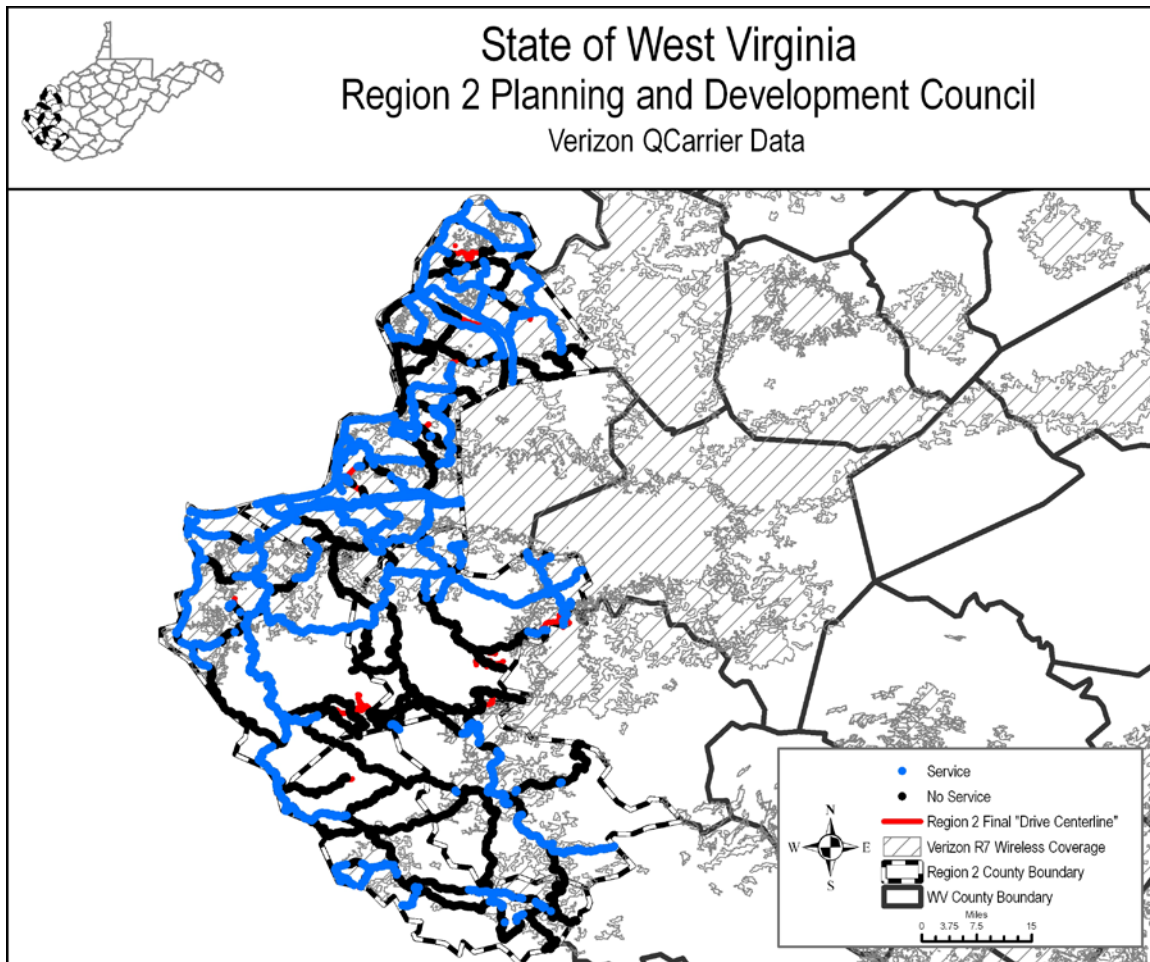 State of West Virginia
Region 2 Planning and Development Council
Verizon QCarrier Data
Service
No Service
Region 2 Final "Drive Centerline"
Verizon R7 Wireless Coverage
Region 2 County Boundary
WV County Boundary
N
W E
S
Miles
0 3.75 7.5 15